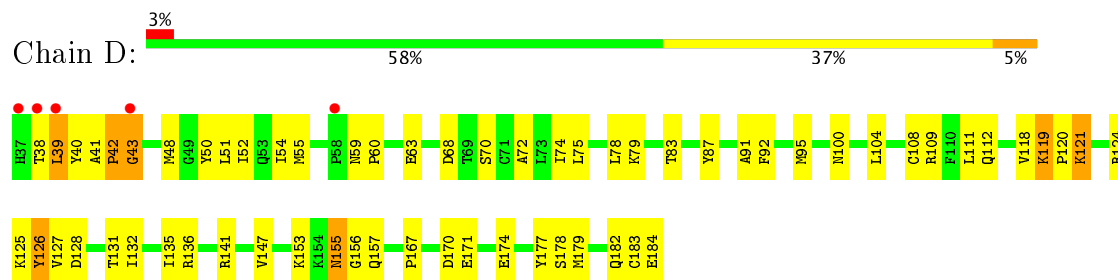 3%
Chain D:
58% 37% 5%
H37 T38 I39 Y40 A41 P42 G43 M48 G49 Y50 I51 I52 Q53 I54 M55 P58 N59 P60 E63 D68 T69 S70 C71 A72 L73 I74 L75 L78 K79 T83 Y87 A91 F92 M95 N100 L104 C108 R109 F110 L111 Q112 V118 K119 P120 K121
K125 Y126 V127 D128 T131 I132 I135 R136 R141 V147 K153 K154 N155 G156 Q157 P167 D170 E171 E174 Y177 S178 M179 Q182 C183 E184